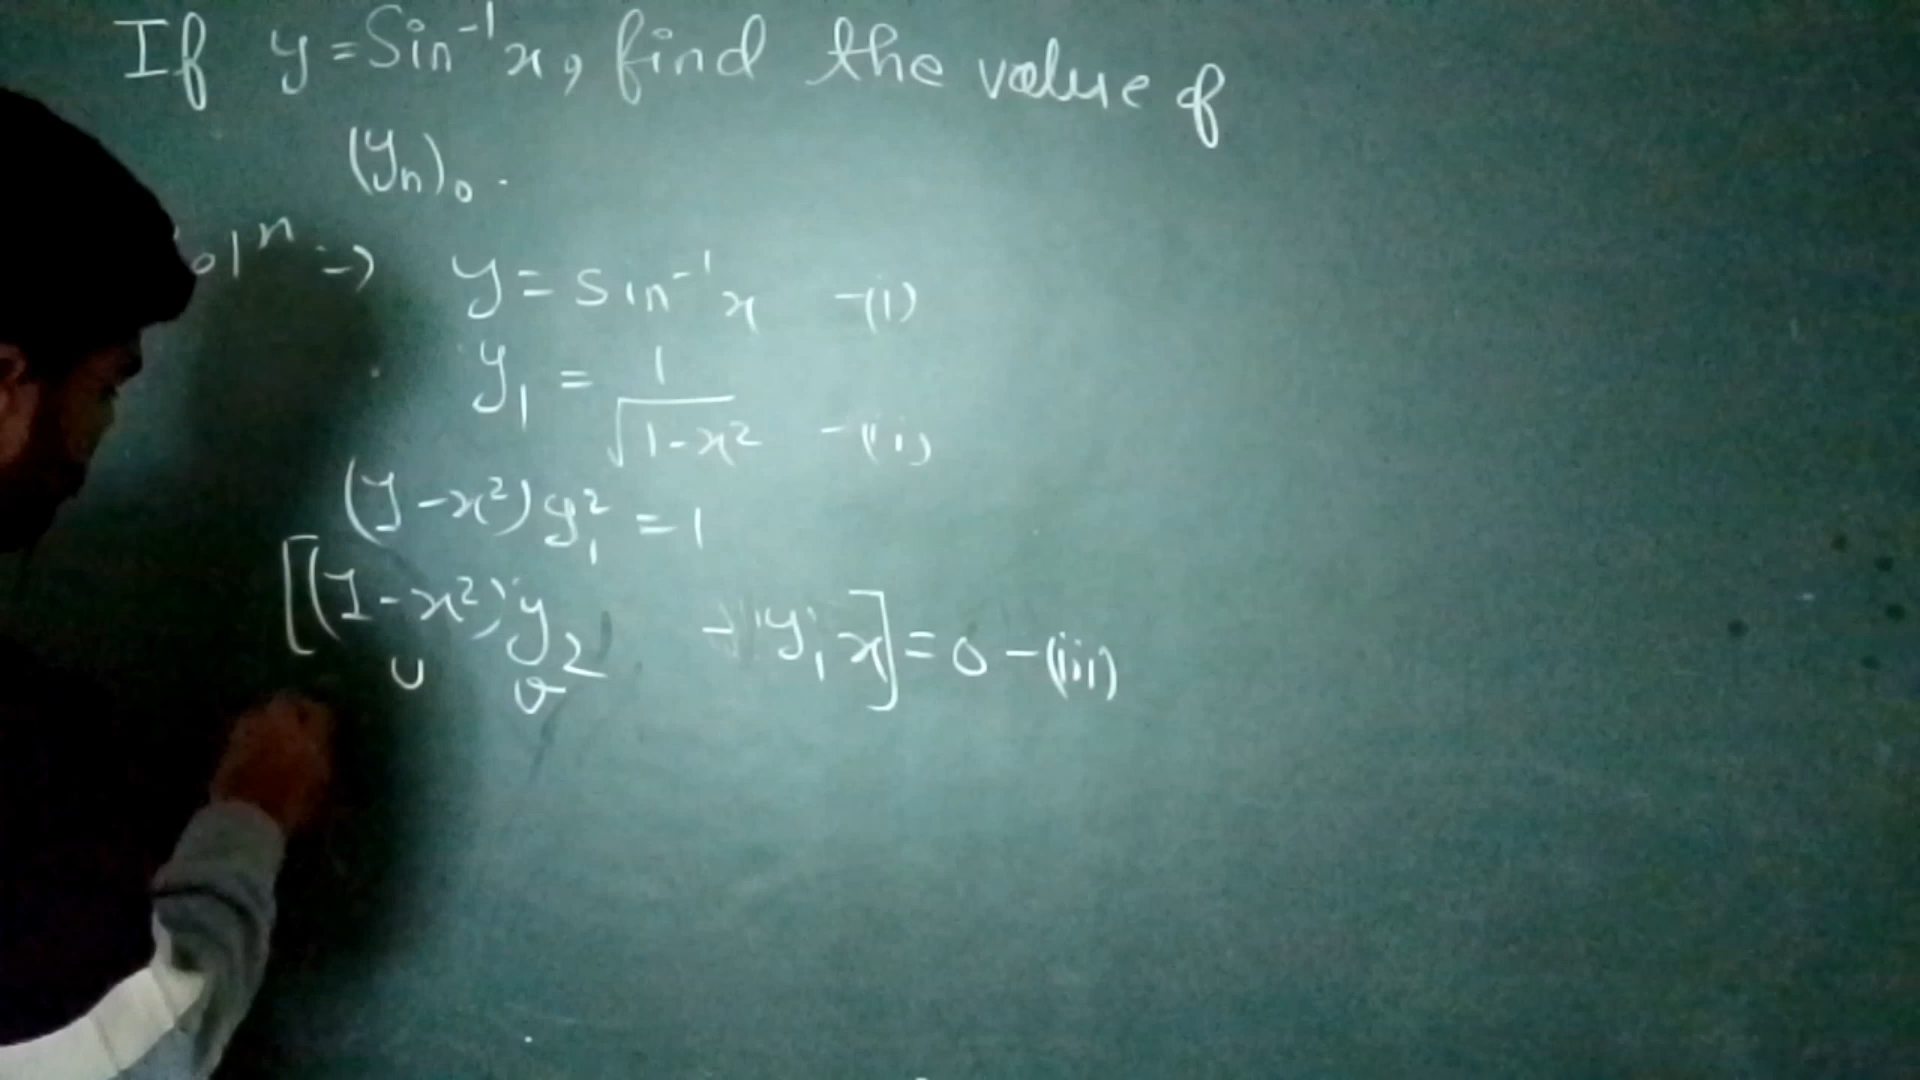 If y = Sin⁻¹x, find the value of
(yₙ)₀.
olⁿ →) y = sin⁻¹x -(i)
y₁ = 1/√1-x² -(ii)
(1-x²) y₁² = 1
[(1-x²) y₂ - y₁x] = 0 -(iii)
u v